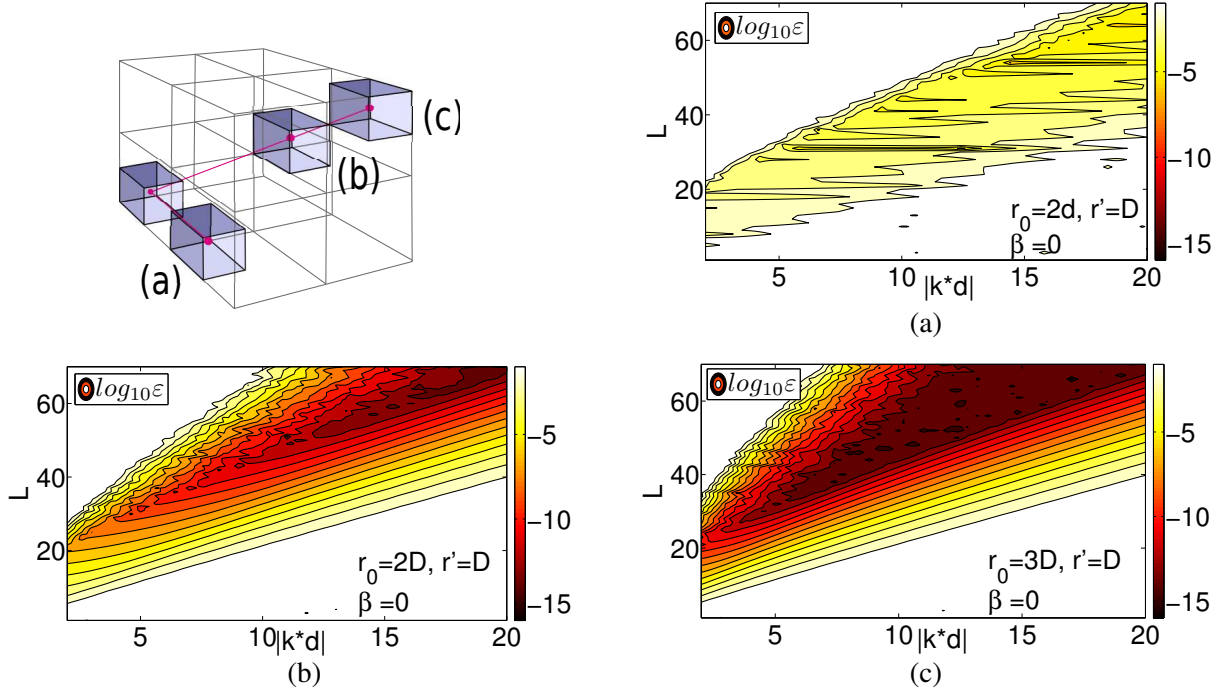 (a)
(b)
(c)
log₁₀ε
60
40
20
L
5
10
15
20
|k*d|
r₀=2d, r'=D
β =0
−5
−10
−15
(a)
log₁₀ε
60
40
20
L
5
10
15
20
|k*d|
r₀=2D, r'=D
β =0
−5
−10
−15
(b)
log₁₀ε
60
40
20
L
5
10
15
20
|k*d|
r₀=3D, r'=D
β =0
−5
−10
−15
(c)